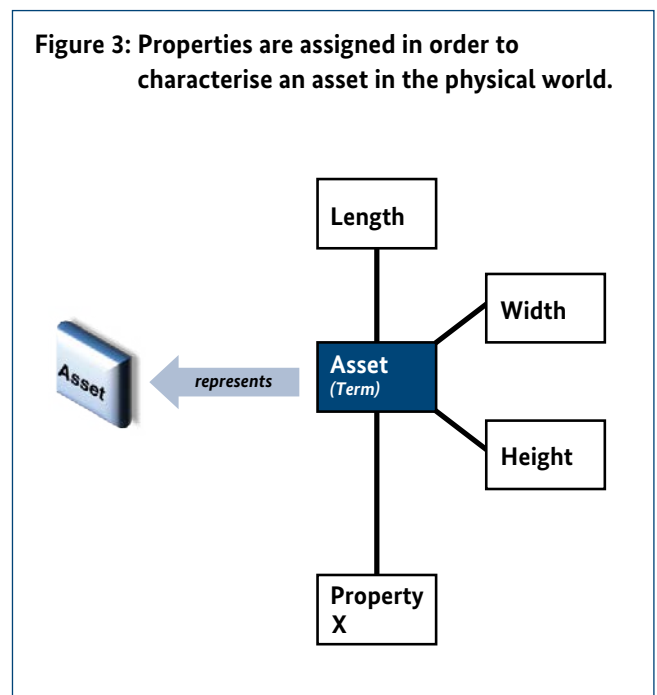 Figure 3: Properties are assigned in order to
characterise an asset in the physical world.
Length
Width
Asset
represents
Asset
(Term)
Height
Property
X